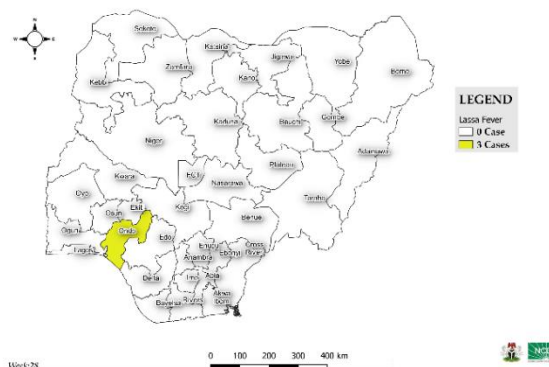 N
W
E
S
Sokoto
Katsina
Jigawa
Yobe
Borno
Zamfara
Kano
Kebbi
Kaduna
Bauchi
Gombe
Adamawa
Niger
Plateau
FCT
Nasarawa
Kwara
Taraba
Oyo
Ekiti
Kogi
Benue
Osun
Ondo
Ogun
Edo
Lagos
Enugu
Ebonyi
Cross
River
Anambra
Delta
Imo
Abia
Bayelsa
Rivers
Akwa
Ibom
LEGEND
Lassa Fever
0 Case
3 Cases
Week:28
0 100 200 300 400 km